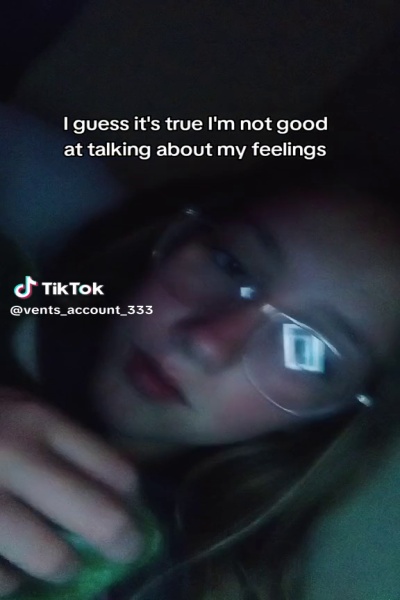 I guess it's true I'm not good
at talking about my feelings
TikTok
@vents_account_333